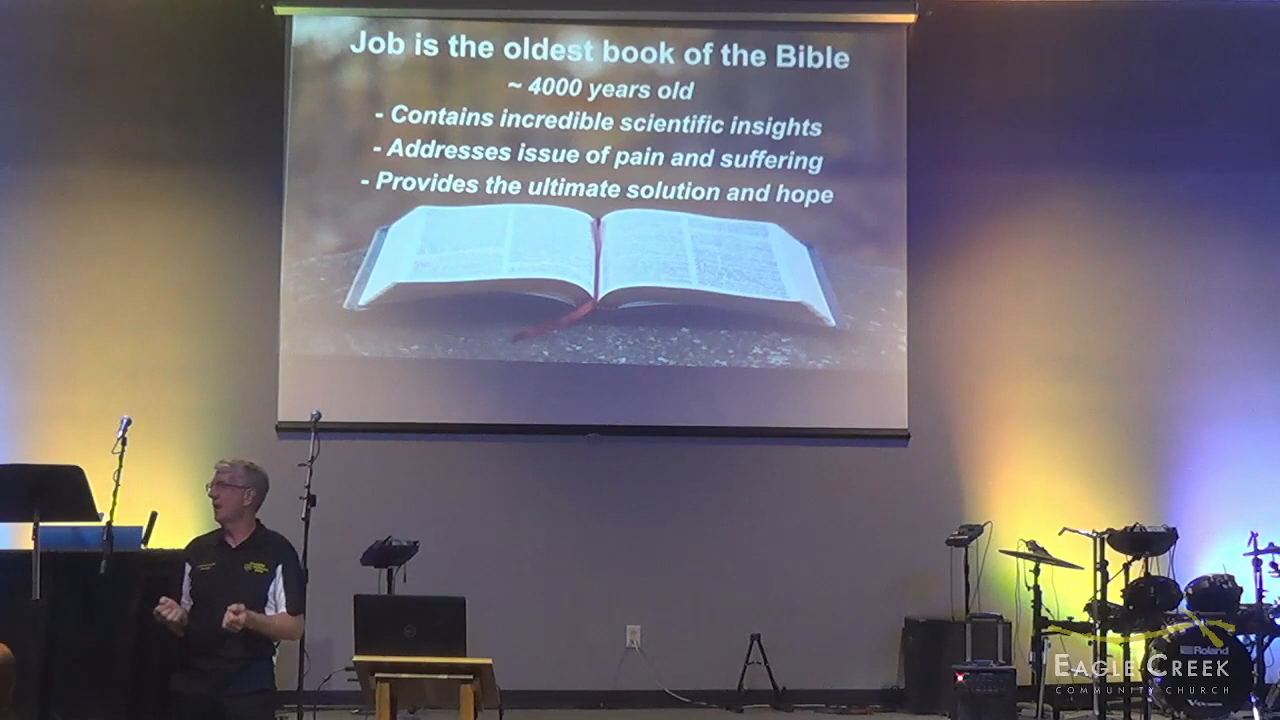 Job is the oldest book of the Bible
~ 4000 years old
- Contains incredible scientific insights
- Addresses issue of pain and suffering
- Provides the ultimate solution and hope
Roland
EAGLE CREEK
COMMUNITY CHURCH